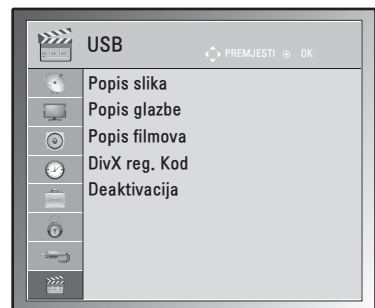 USB
PREMJESTI OK
Popis slika
Popis glazbe
Popis filmova
DivX reg. Kod
Deaktivacija